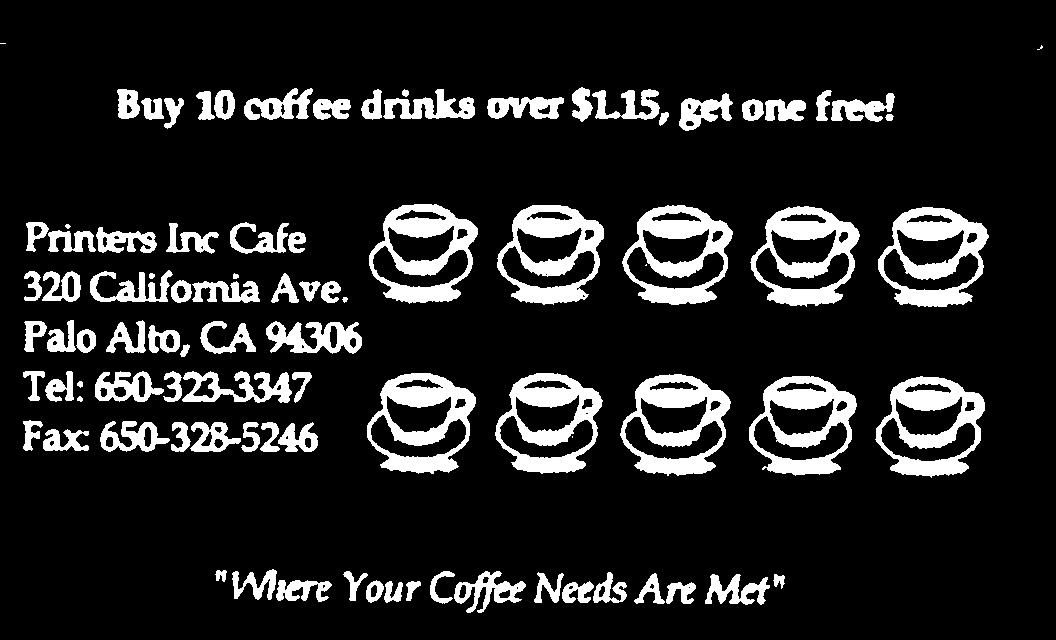 Buy 10 coffee drinks over $1.15, get one free!
Printers Inc Cafe
320 California Ave.
Palo Alto, CA 94306
Tel: 650-323-3347
Fax: 650-328-5246
"Where Your Coffee Needs Are Met"